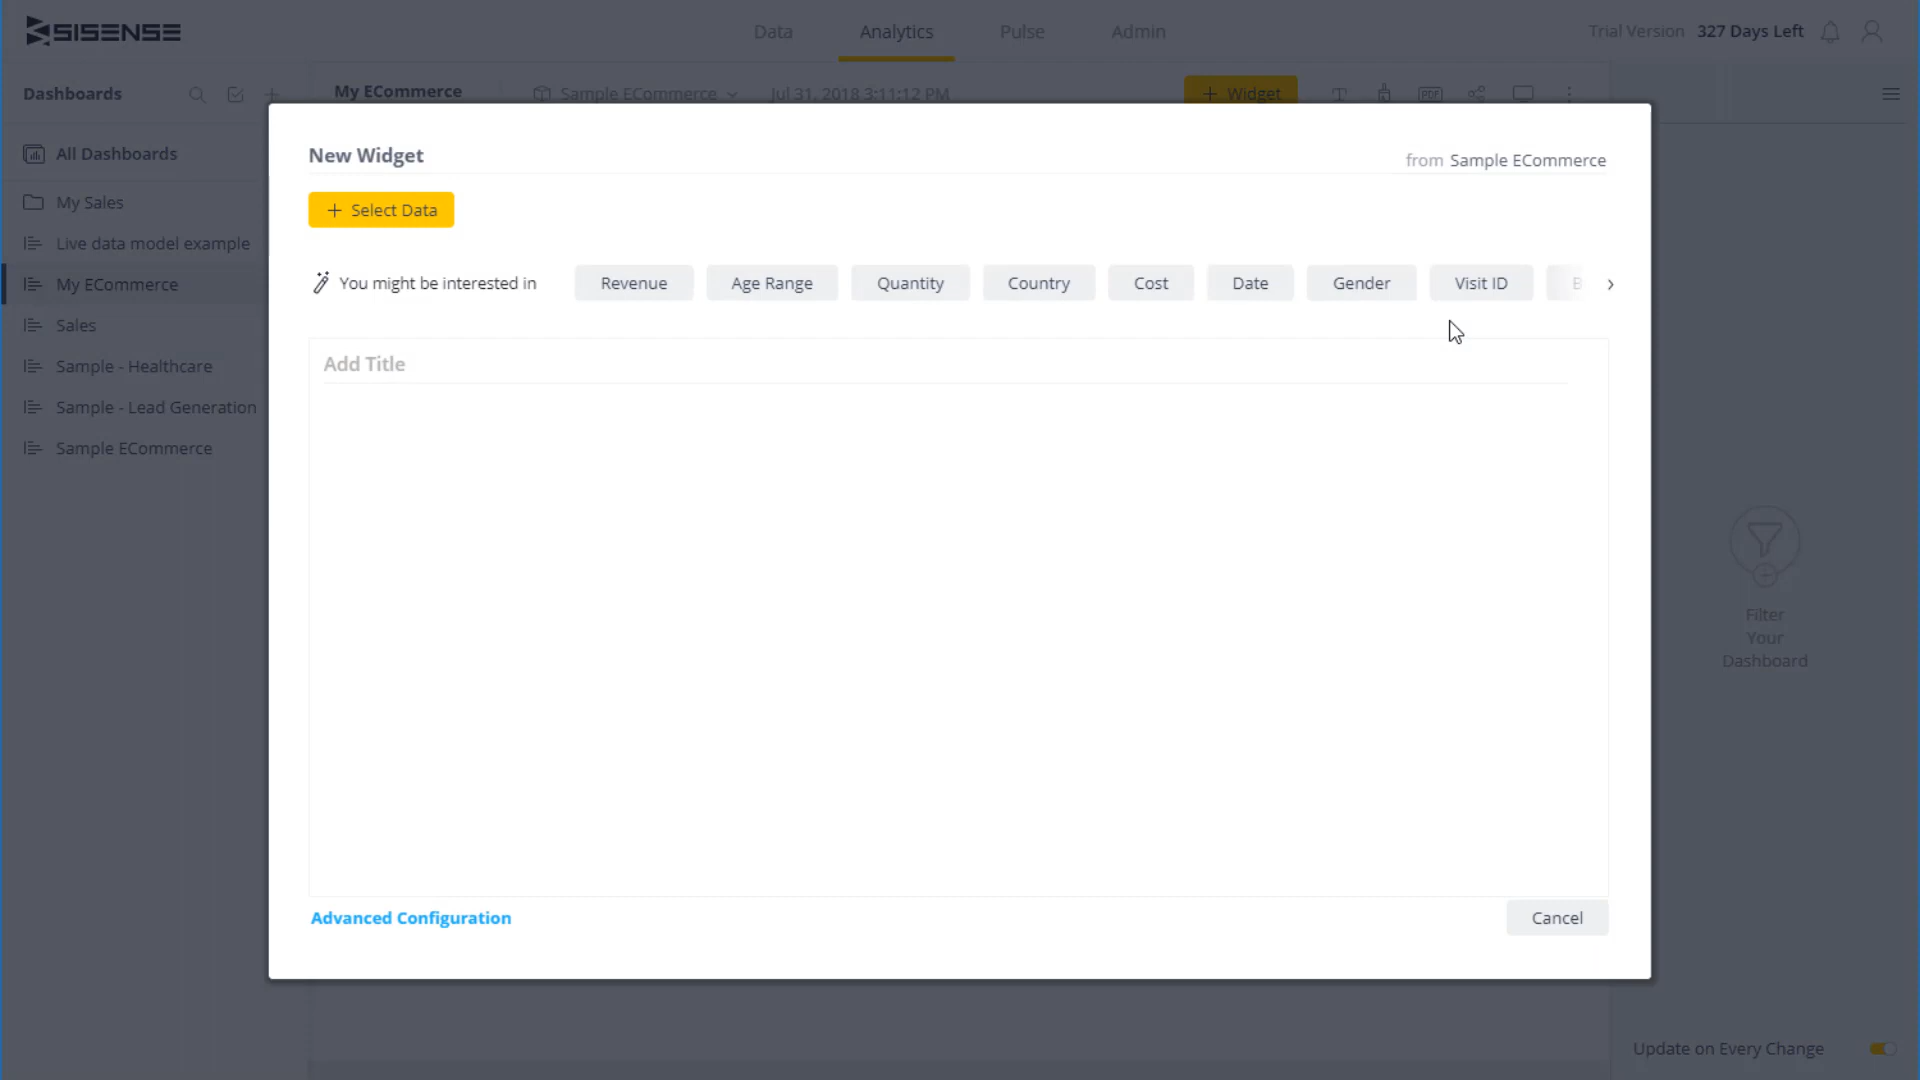 SISENSE
Data
Analytics
Pulse
Admin
Trial Version 327 Days Left
Dashboards
My ECommerce
Sample ECommerce
Jul 31, 2018 3:11:12 PM
+ Widget
PDF
All Dashboards
My Sales
Live data model example
My ECommerce
Sales
Sample - Healthcare
Sample - Lead Generation
Sample ECommerce
New Widget
from Sample ECommerce
+ Select Data
You might be interested in
Revenue
Age Range
Quantity
Country
Cost
Date
Gender
Visit ID
Add Title
Advanced Configuration
Cancel
Filter
Your
Dashboard
Update on Every Change